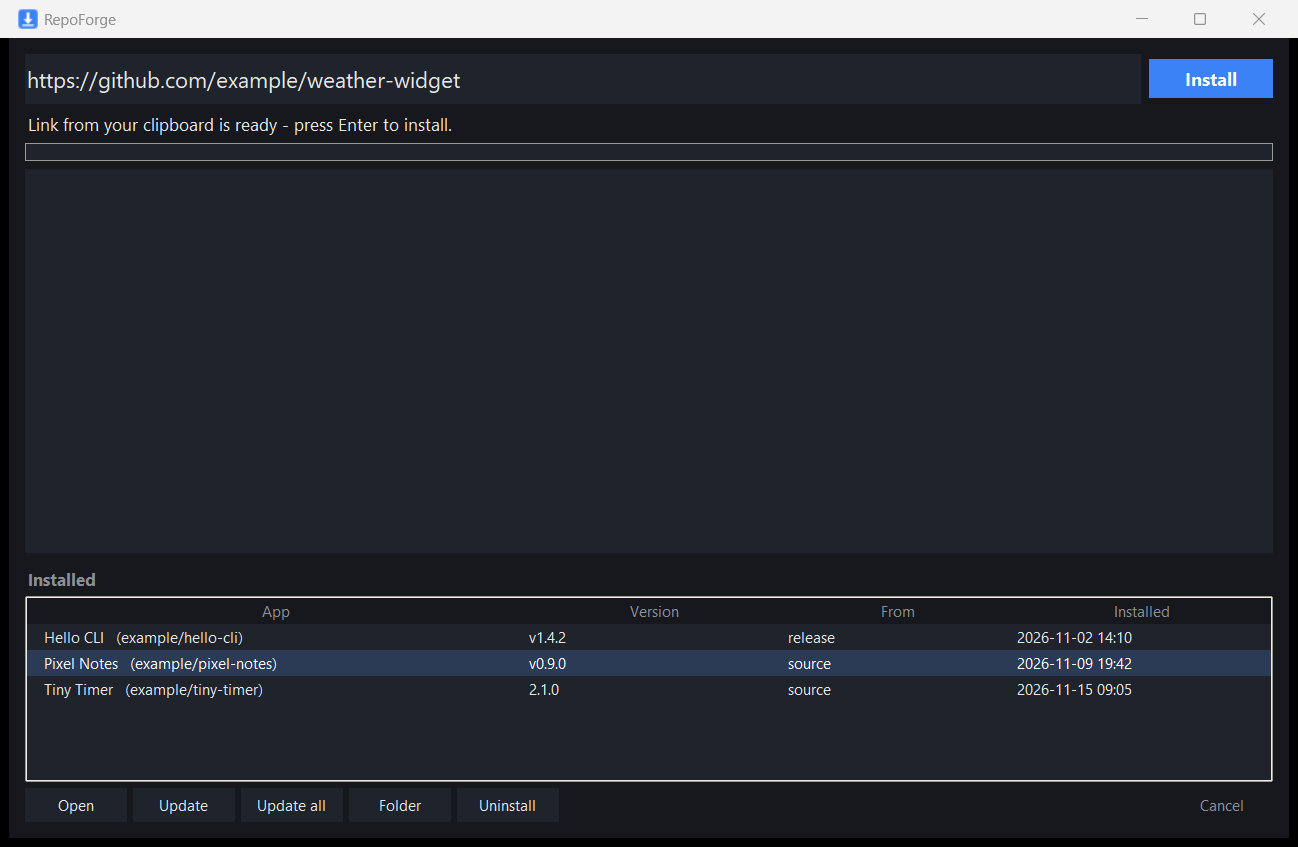 RepoForge
https://github.com/example/weather-widget
Install
Link from your clipboard is ready - press Enter to install.
Installed
App Version From Installed
Hello CLI (example/hello-cli) v1.4.2 release 2026-11-02 14:10
Pixel Notes (example/pixel-notes) v0.9.0 source 2026-11-09 19:42
Tiny Timer (example/tiny-timer) 2.1.0 source 2026-11-15 09:05
Open Update Update all Folder Uninstall Cancel